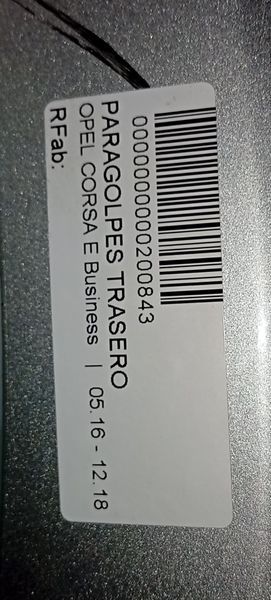 0000000000200843
PARAGOLPES TRASERO
OPEL CORSA E Business | 05.16 - 12.18
RFab: